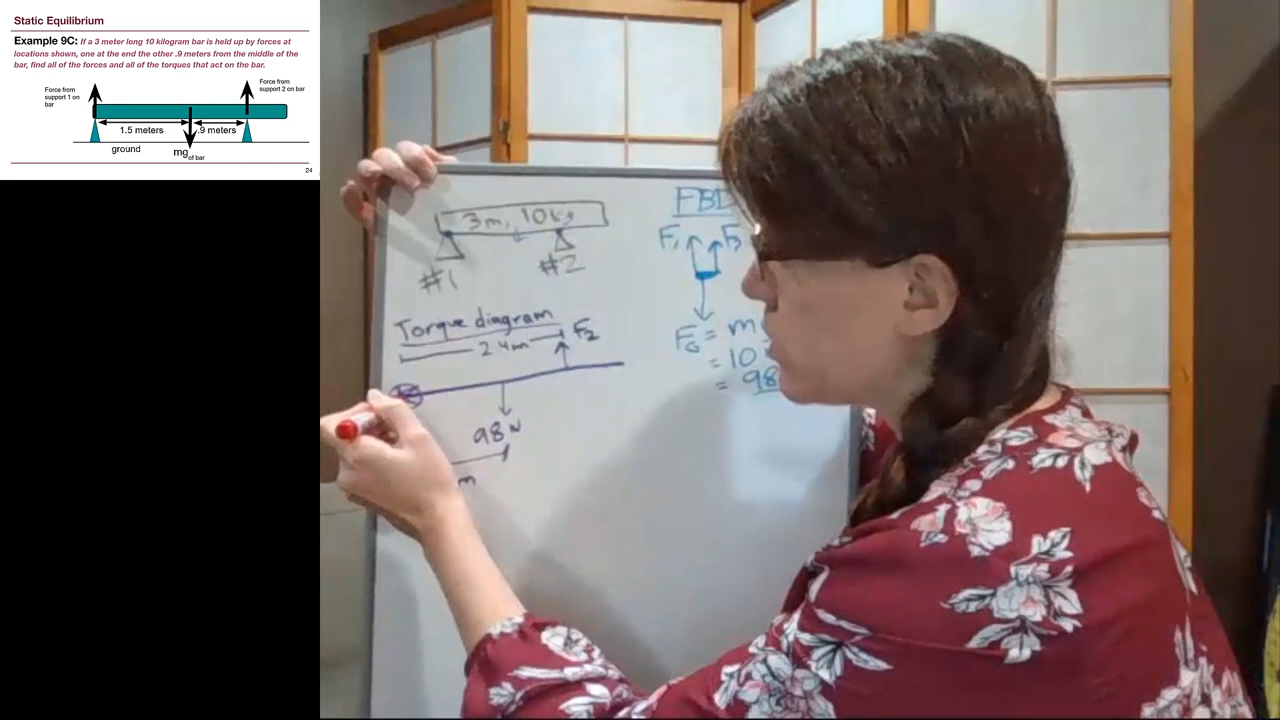 Static Equilibrium
Example 9C: If a 3 meter long 10 kilogram bar is held up by forces at
locations shown, one at the end the other .9 meters from the middle of the
bar, find all of the forces and all of the torques that act on the bar.
Force from
support 1 on
bar
Force from
support 2 on bar
1.5 meters
.9 meters
ground
mg of bar
24
3m, 10kg
#1
#2
Torque diagram
2.4m
F2
98N
m
FBD
F1
F2
FG = m
= 10
= 98